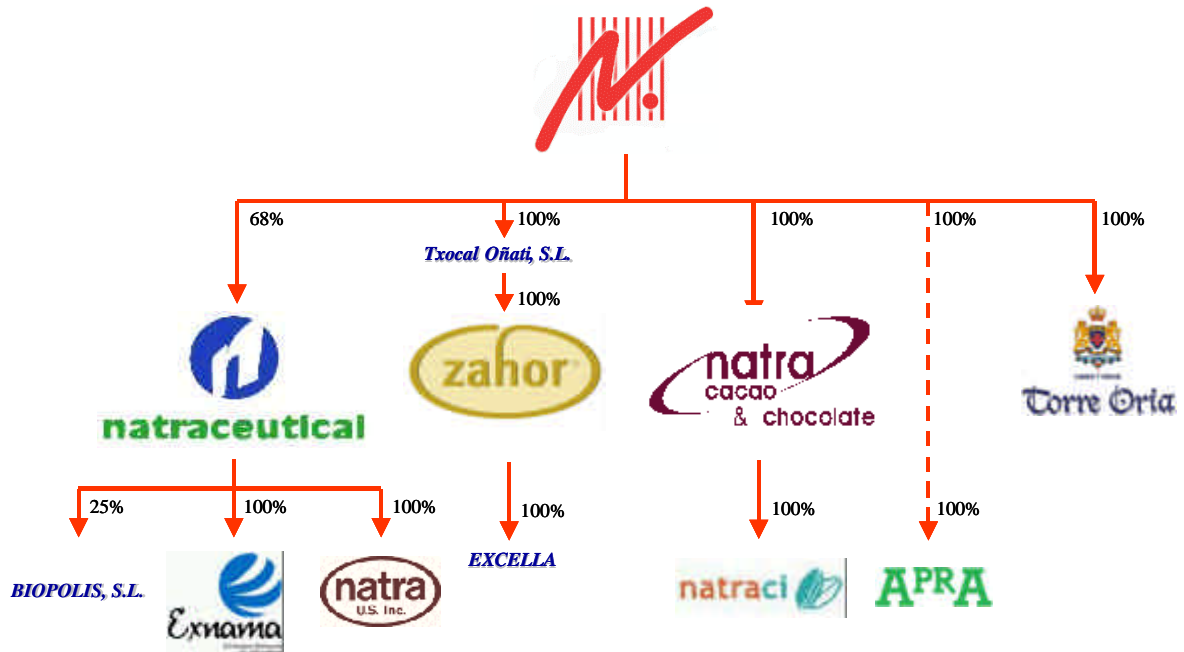 N.
68%
100%
100%
100%
100%
Txocal Oñati, S.L.
100%
natraceutical
zahor
natra
cacao
& chocolate
Torre Oria
25%
100%
100%
100%
100%
100%
BIOPOLIS, S.L.
Exnama
natra
U.S. Inc.
EXCELLA
natraci
APRA